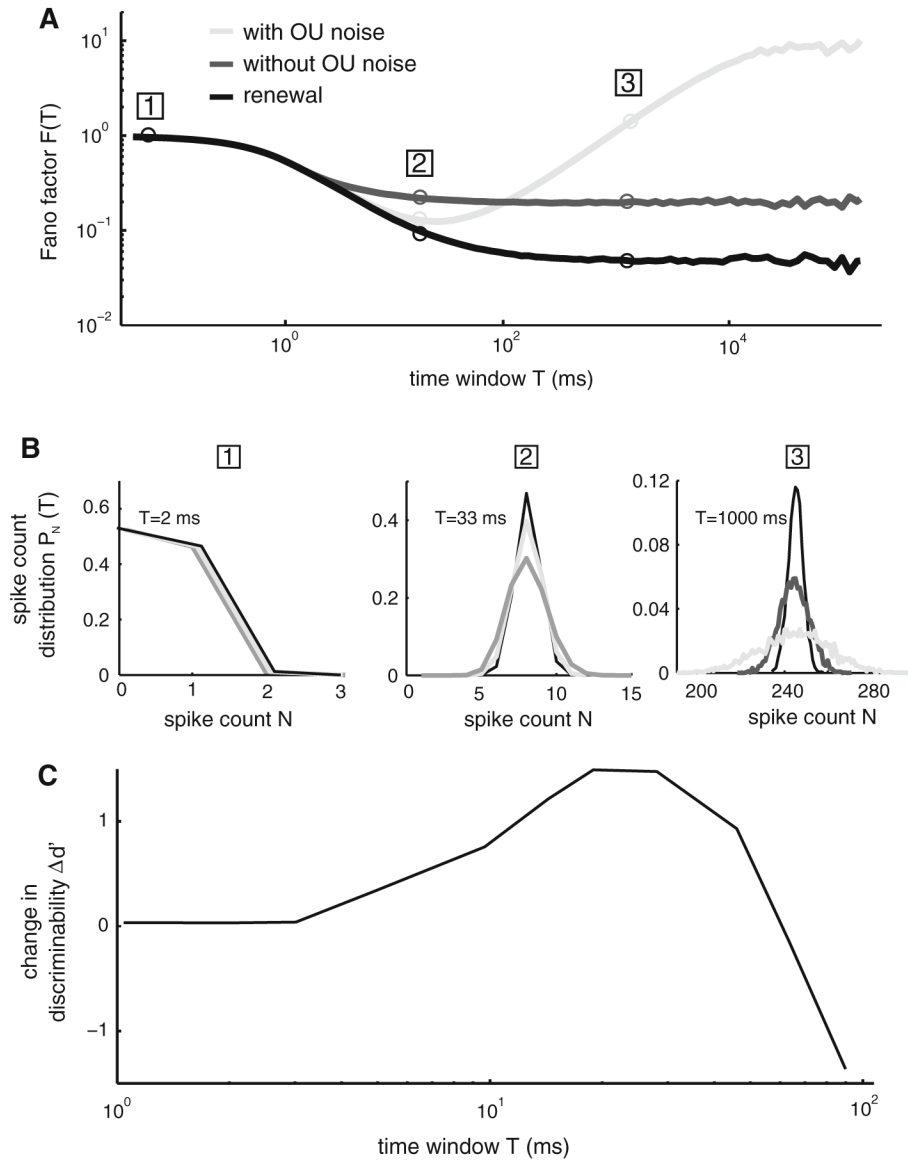 A
Fano factor F(T)
10^1
10^0
10^-1
10^-2
with OU noise
without OU noise
renewal
1
2
3
10^0
10^2
10^4
time window T (ms)
B
spike count
distribution P_N (T)
1
T=2 ms
0.6
0.4
0.2
0
0
1
2
3
spike count N
2
T=33 ms
0.4
0.2
0
0
5
10
15
spike count N
3
T=1000 ms
0.12
0.08
0.04
0
200
240
280
spike count N
C
change in
discriminability Δd'
1
0
−1
10^0
10^1
10^2
time window T (ms)